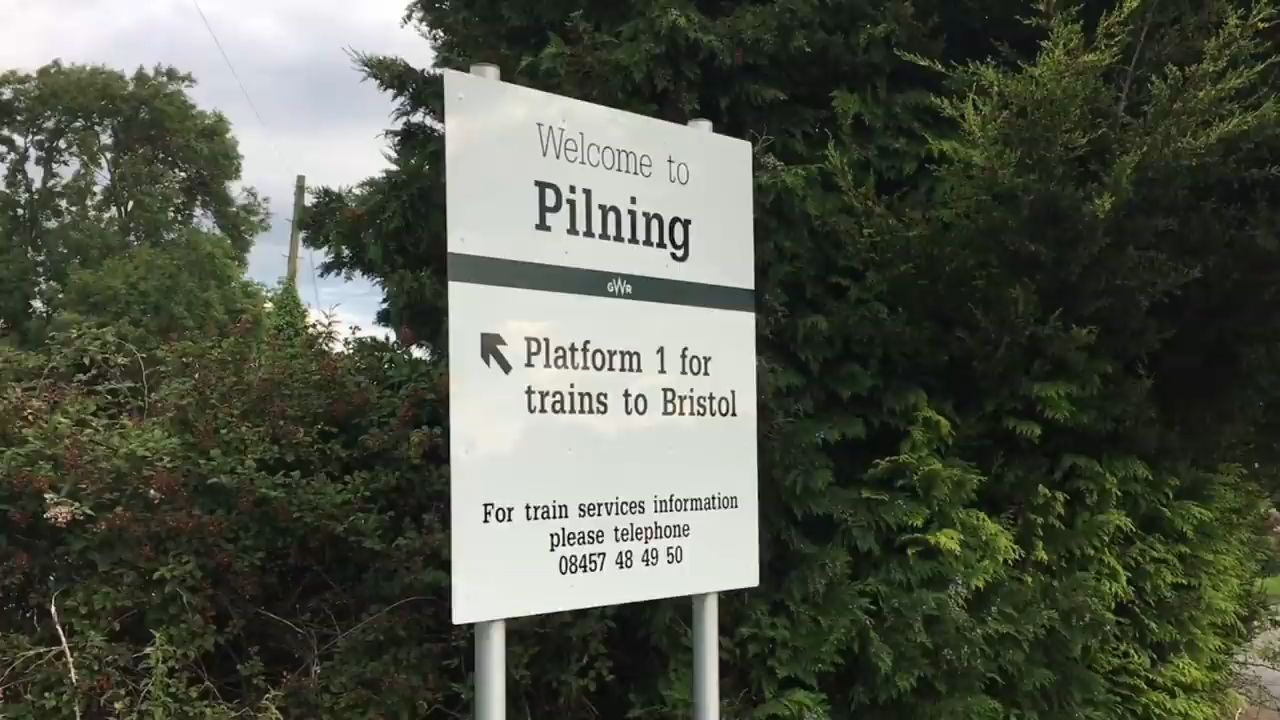 Welcome to
Pilning
GWR
Platform 1 for
trains to Bristol
For train services information
please telephone
08457 48 49 50